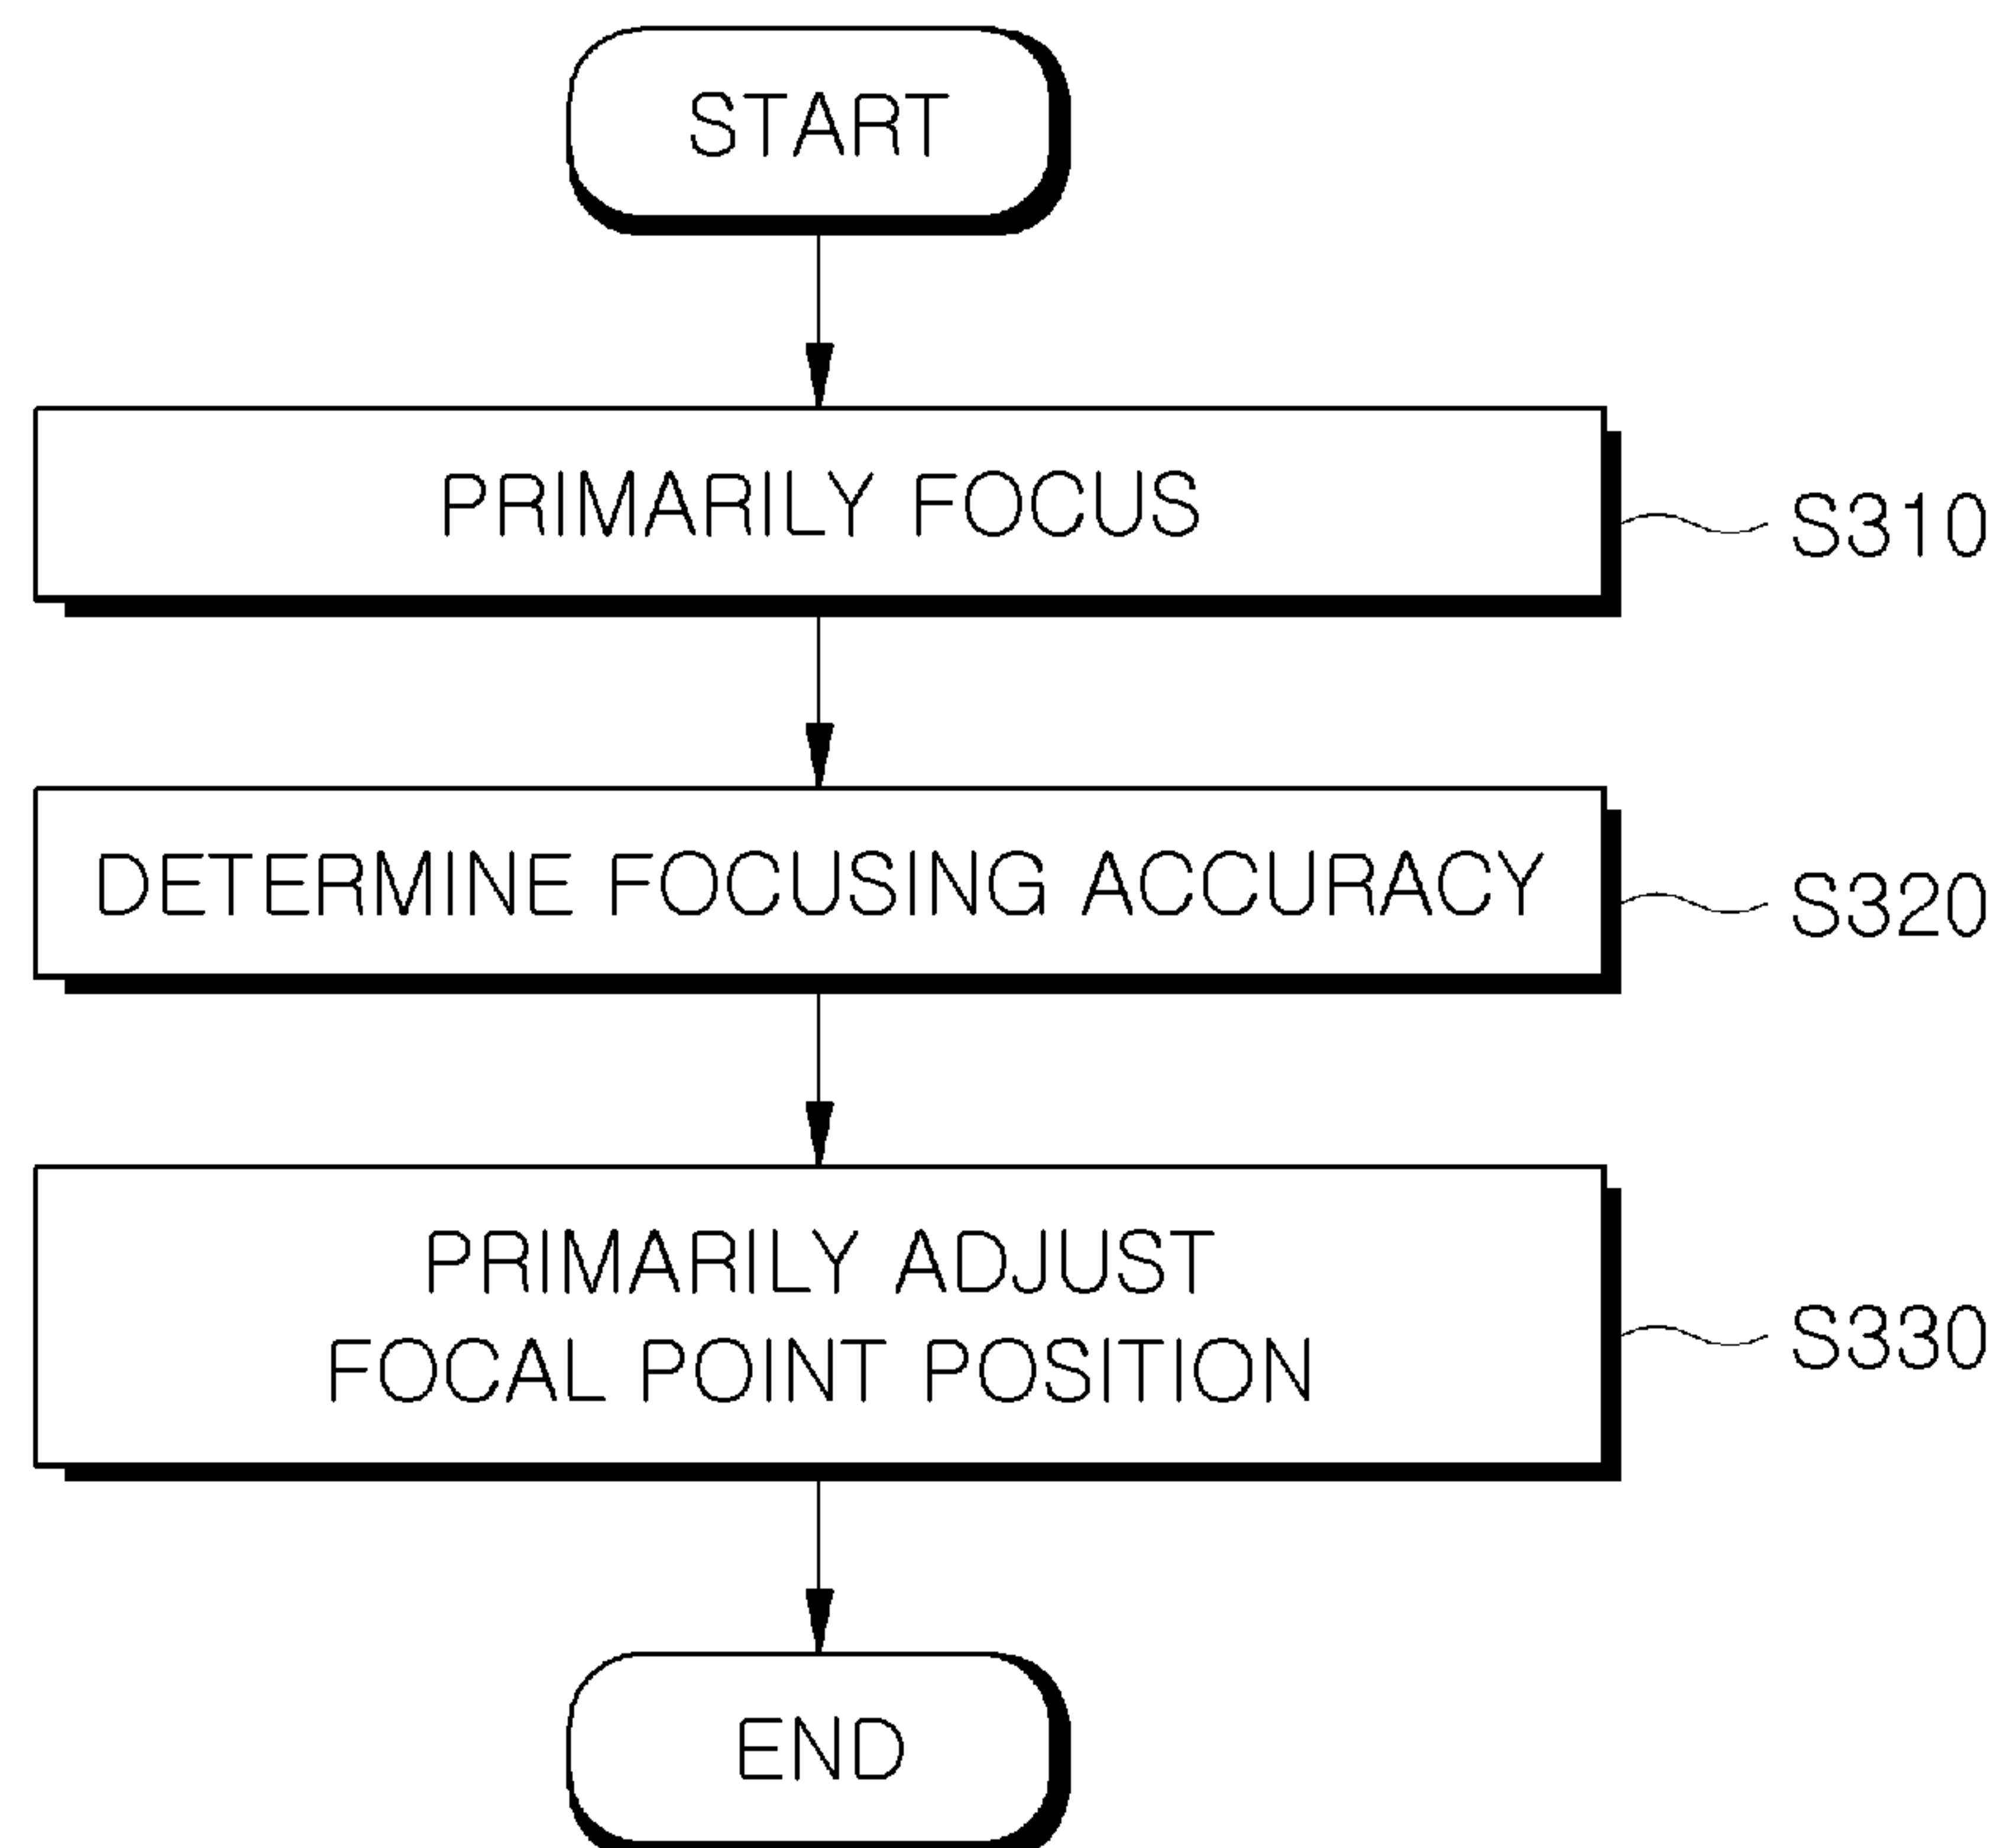 START
PRIMARILY FOCUS
S310
DETERMINE FOCUSING ACCURACY
S320
PRIMARILY ADJUST
FOCAL POINT POSITION
S330
END